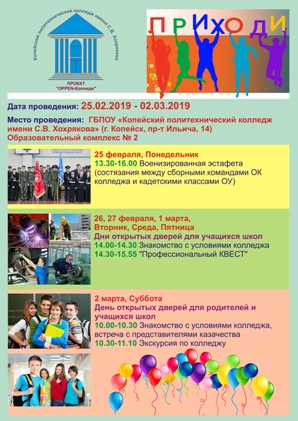 Копейский политехнический колледж имени С.В. Хохрякова
ПРОЕКТ
"OPPEN-Колледж"
ПРИХОДИ
Дата проведения: 25.02.2019 - 02.03.2019
Место проведения: ГБПОУ «Копейский политехнический колледж
имени С.В. Хохрякова» (г. Копейск, пр-т Ильича, 14)
Образовательный комплекс № 2
25 февраля, Понедельник
13.30-16.00 Военизированная эстафета
(состязания между сборными командами ОК
колледжа и кадетскими классами ОУ)
26, 27 февраля, 1 марта,
Вторник, Среда, Пятница
Дни открытых дверей для учащихся школ
14.00-14.30 Знакомство с условиями колледжа
14.30-15.55 "Профессиональный КВЕСТ"
2 марта, Суббота
День открытых дверей для родителей и
учащихся школ
10.00-10.30 Знакомство с условиями колледжа,
встреча с представителями казачества
10.30-11.10 Экскурсия по колледжу